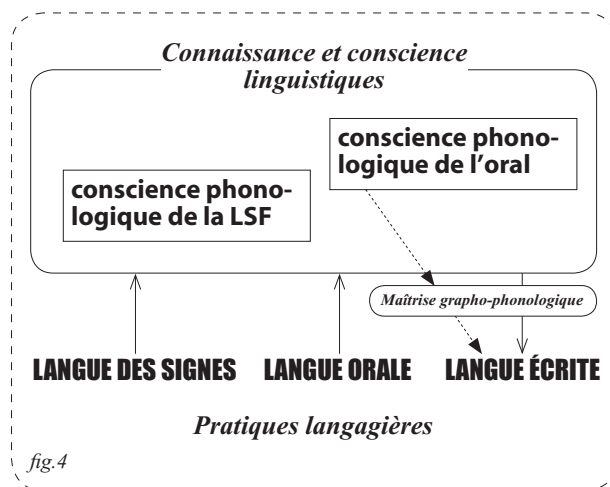 Connaissance et conscience
linguistiques
conscience phono-
logique de l'oral
conscience phono-
logique de la LSF
Maîtrise grapho-phonologique
LANGUE DES SIGNES LANGUE ORALE LANGUE ÉCRITE
Pratiques langagières
fig.4